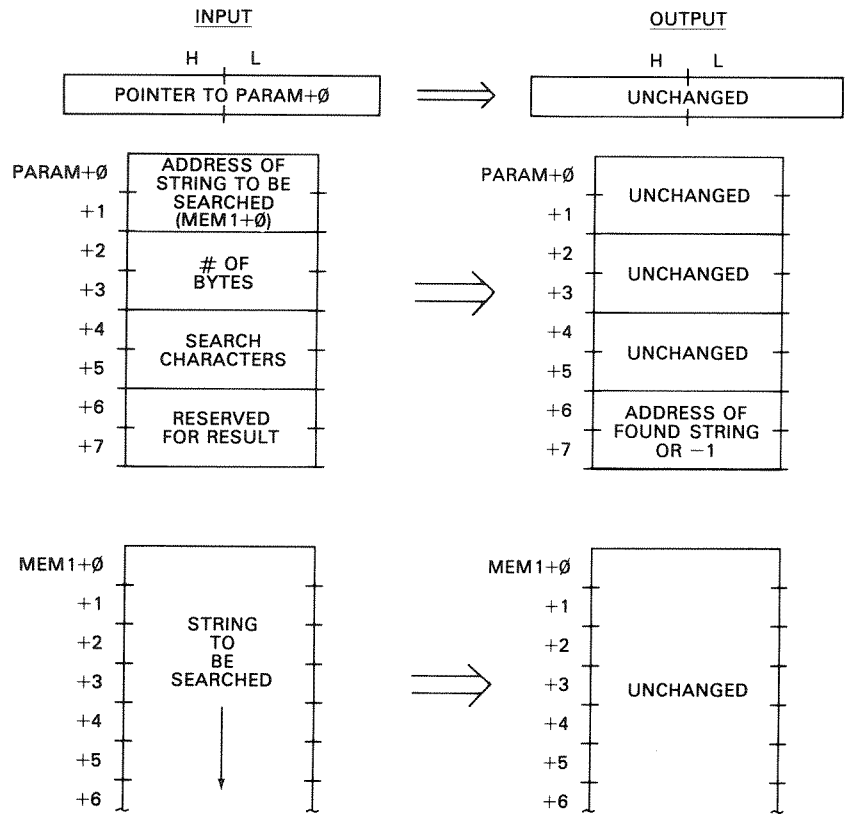 INPUT
OUTPUT
H L
H L
POINTER TO PARAM+Ø
UNCHANGED
PARAM+Ø
+1
+2
+3
+4
+5
+6
+7
ADDRESS OF
STRING TO BE
SEARCHED
(MEM1+Ø)
# OF
BYTES
SEARCH
CHARACTERS
RESERVED
FOR RESULT
PARAM+Ø
+1
+2
+3
+4
+5
+6
+7
UNCHANGED
UNCHANGED
UNCHANGED
ADDRESS OF
FOUND STRING
OR −1
MEM1+Ø
+1
+2
+3
+4
+5
+6
STRING
TO
BE
SEARCHED
MEM1+Ø
+1
+2
+3
+4
+5
+6
UNCHANGED